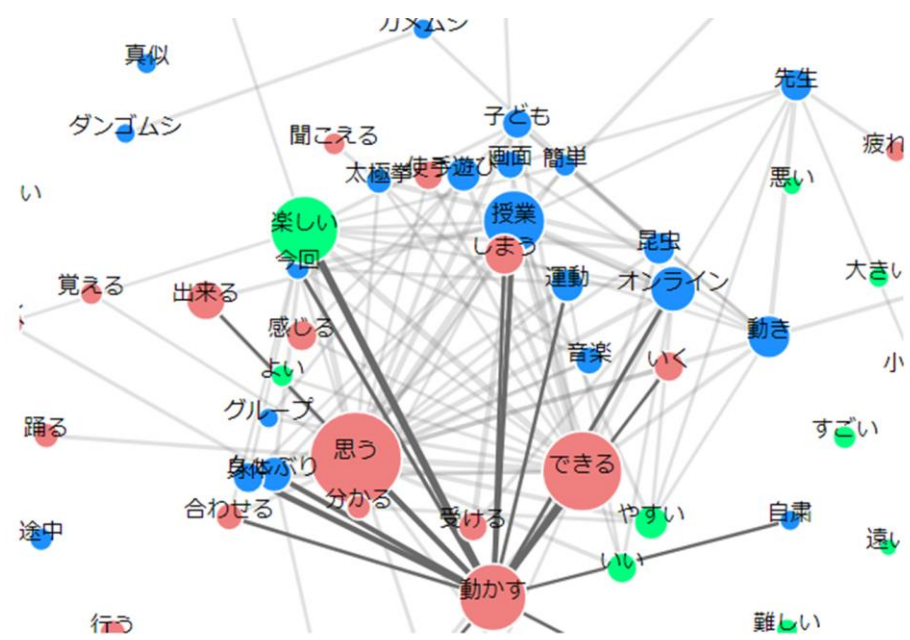 カメムシ
真似
先生
ダンゴムシ
子ども
聞こえる
疲れ
太極拳
手遊び
画面
簡単
悪い
い
楽しい
授業
しまう
昆虫
今回
運動
オンライン
大きい
覚える
出来る
感じる
動き
音楽
いく
小
よい
グループ
踊る
すごい
思う
できる
身体
分かる
合わせる
受ける
やすい
自粛
途中
遠い
いい
動かす
行う
難しい